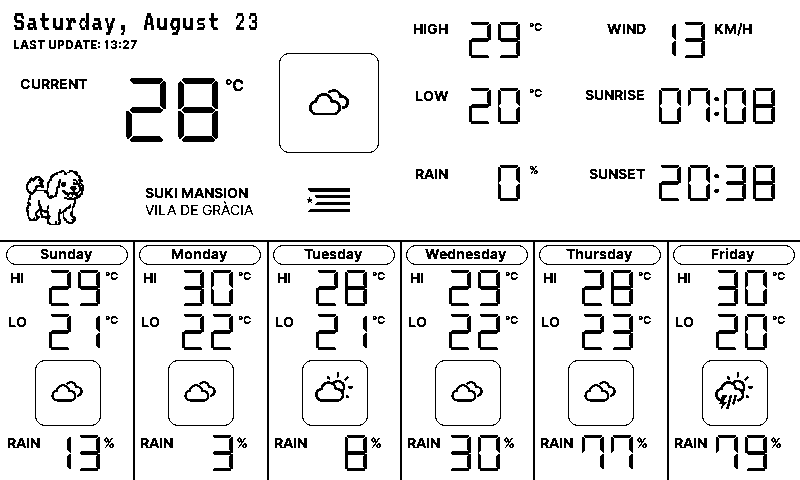 Saturday, August 23
LAST UPDATE: 13:27
CURRENT 28 °C
SUKI MANSION
VILA DE GRÀCIA
HIGH 29 °C
LOW 20 °C
RAIN 0 %
WIND 13 KM/H
SUNRISE 07:08
SUNSET 20:38
Sunday
HI 29 °C
LO 21 °C
RAIN 13 %
Monday
HI 30 °C
LO 22 °C
RAIN 3 %
Tuesday
HI 28 °C
LO 21 °C
RAIN 8 %
Wednesday
HI 29 °C
LO 22 °C
RAIN 30 %
Thursday
HI 28 °C
LO 23 °C
RAIN 77 %
Friday
HI 30 °C
LO 20 °C
RAIN 79 %